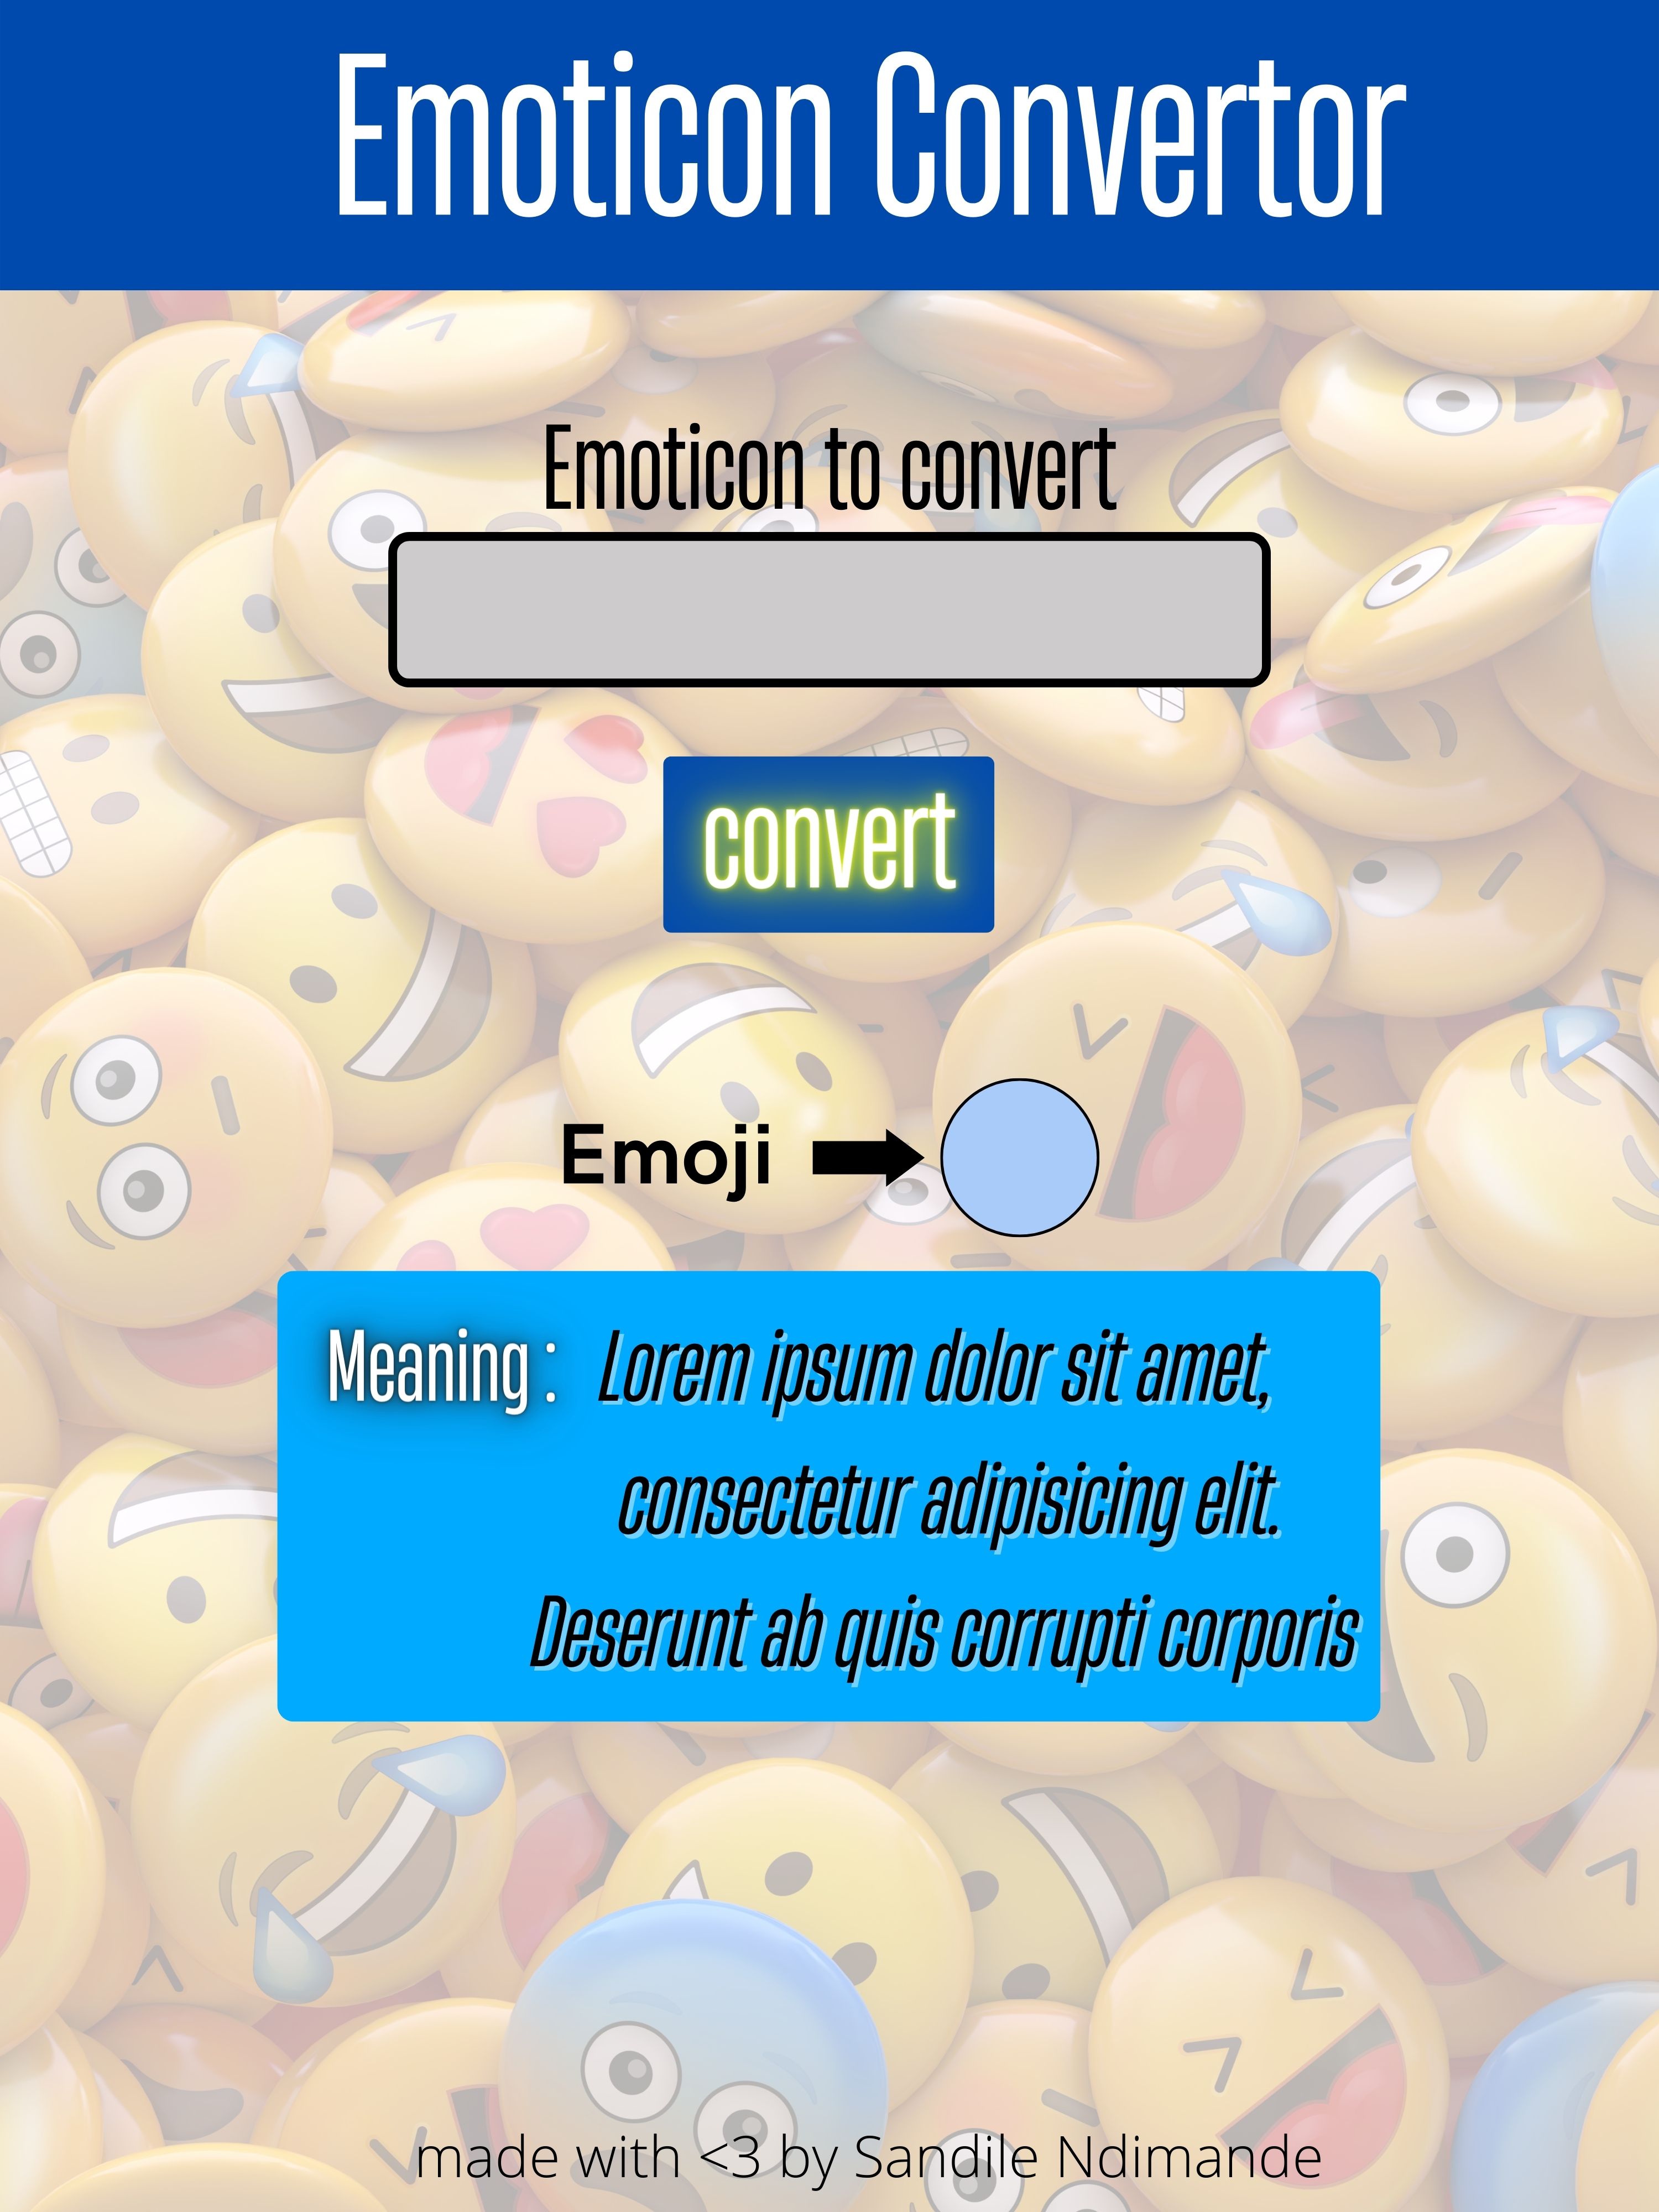 Emoticon Convertor
Emoticon to convert
convert
Emoji
Meaning : Lorem ipsum dolor sit amet,
consectetur adipisicing elit.
Deserunt ab quis corrupti corporis
made with <3 by Sandile Ndimande